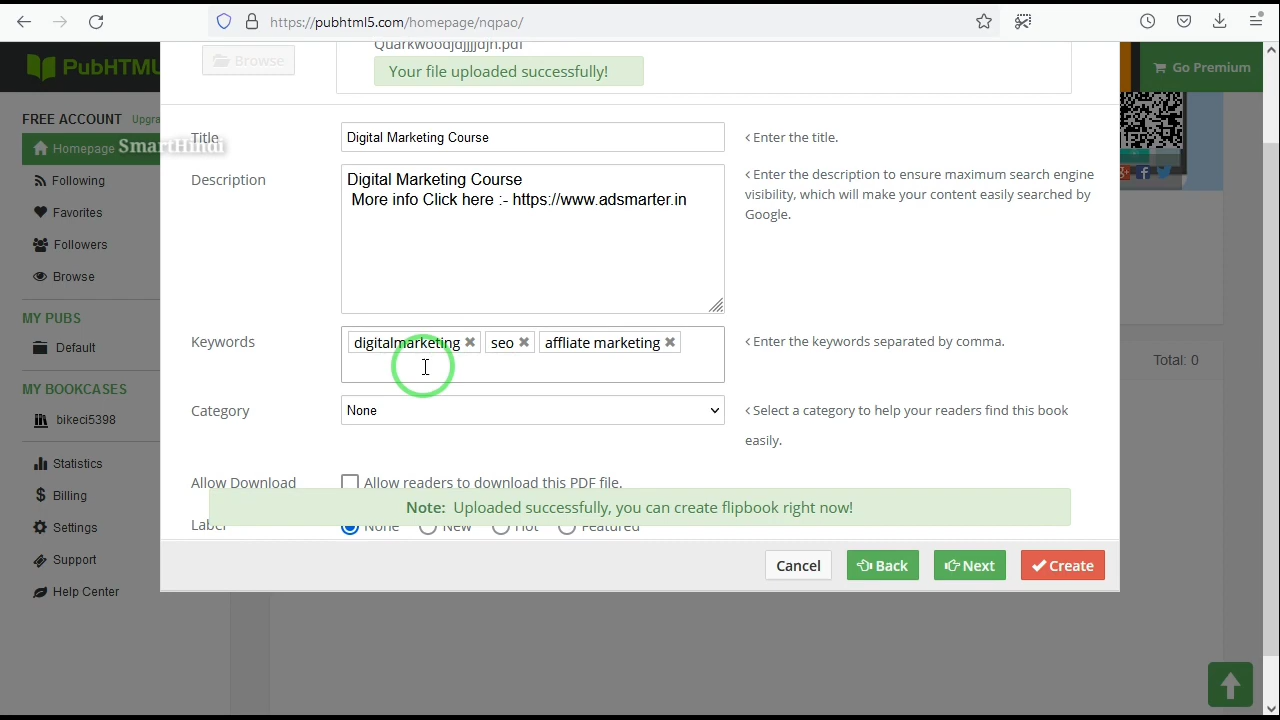 https://pubhtml5.com/homepage/nqpao/
PubHTML
Go Premium
Browse
Your file uploaded successfully!
FREE ACCOUNT Upgra
Homepage
SmartHindi
Following
Favorites
Followers
Browse
MY PUBS
Default
MY BOOKCASES
bikeci5398
Statistics
Billing
Settings
Support
Help Center
Title
Digital Marketing Course
< Enter the title.
Description
Digital Marketing Course
More info Click here :- https://www.adsmarter.in
< Enter the description to ensure maximum search engine
visibility, which will make your content easily searched by
Google.
Keywords
digitalmarketing
seo
affliate marketing
< Enter the keywords separated by comma.
Category
None
< Select a category to help your readers find this book
easily.
Total: 0
Allow Download
Allow readers to download this PDF file.
Note: Uploaded successfully, you can create flipbook right now!
Label
None
New
Hot
Featured
Cancel
Back
Next
Create